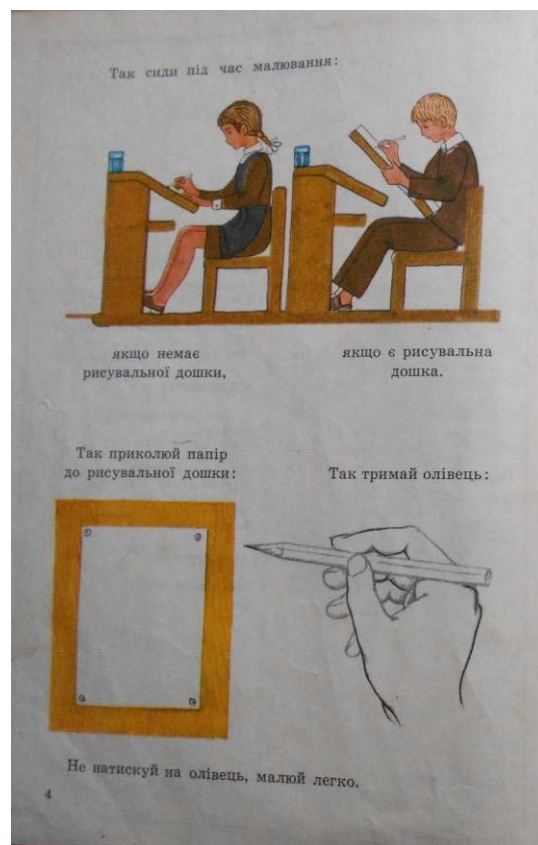 Так сиди під час малювання:
якщо немає
рисувальної дошки,
якщо є рисувальна
дошка.
Так приколюй папір
до рисувальної дошки:
Так тримай олівець:
Не натискуй на олівець, малюй легко.
4